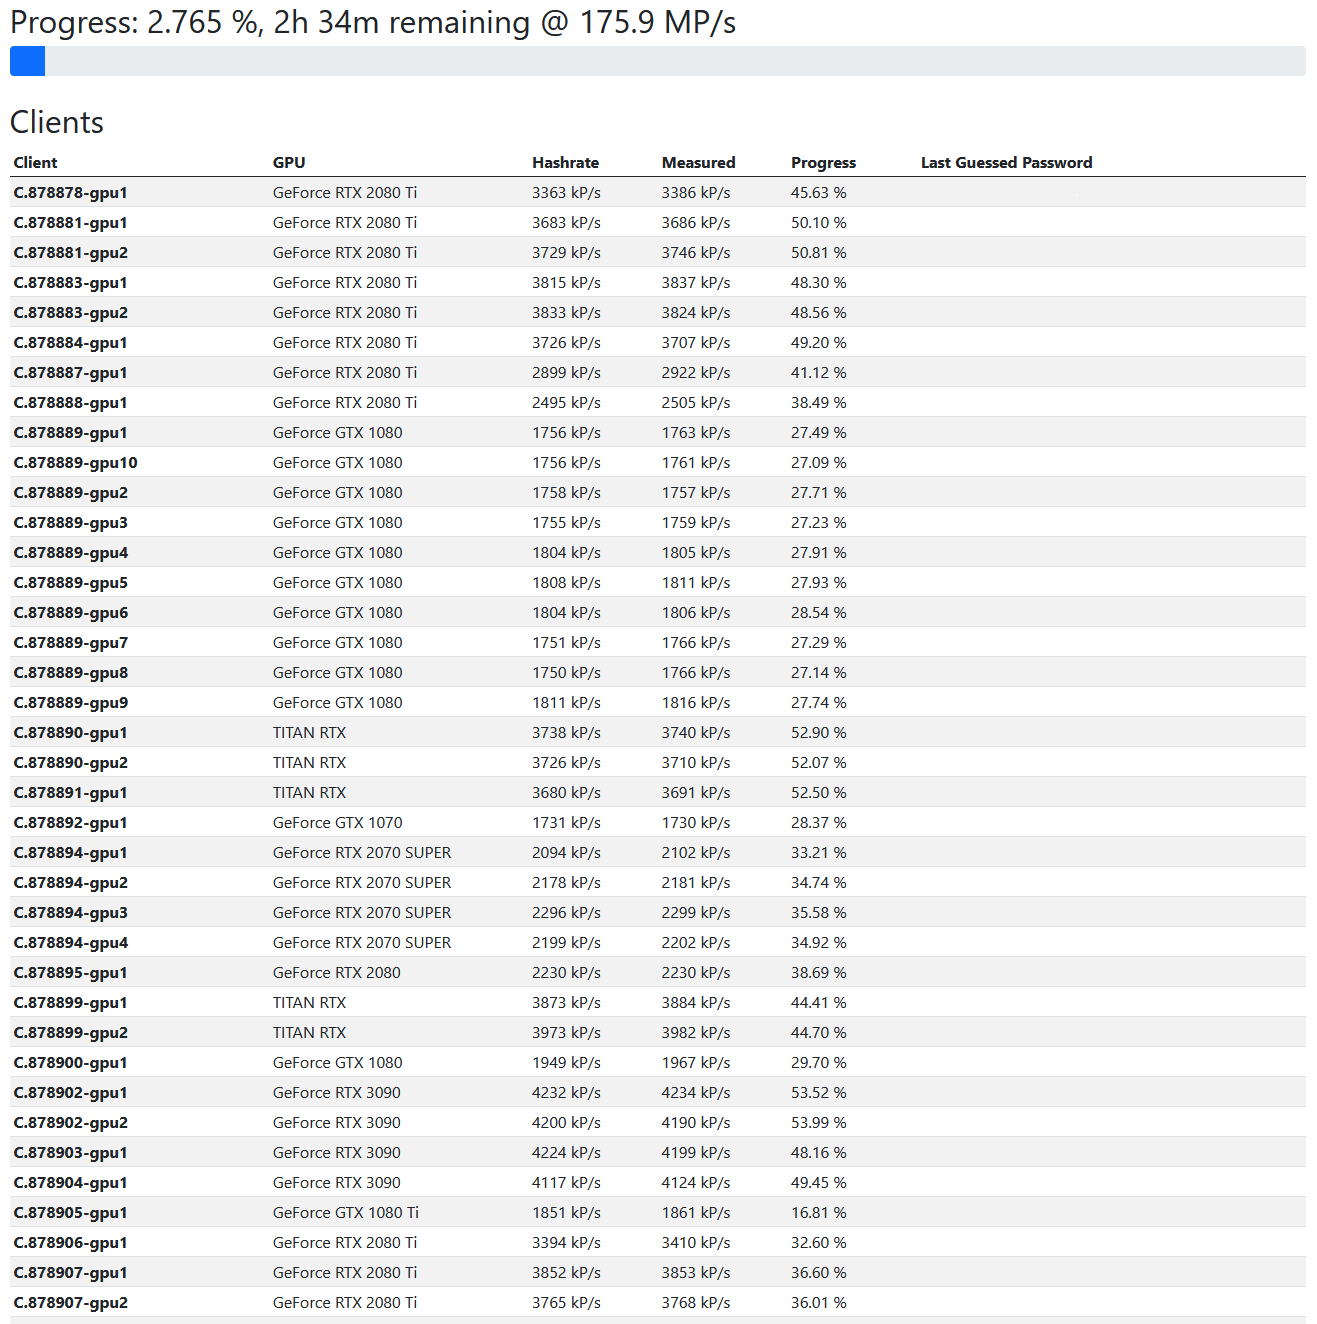 Progress: 2.765 %, 2h 34m remaining @ 175.9 MP/s
Clients
Client GPU Hashrate Measured Progress Last Guessed Password
C.878878-gpu1 GeForce RTX 2080 Ti 3363 kP/s 3386 kP/s 45.63 %
C.878881-gpu1 GeForce RTX 2080 Ti 3683 kP/s 3686 kP/s 50.10 %
C.878881-gpu2 GeForce RTX 2080 Ti 3729 kP/s 3746 kP/s 50.81 %
C.878883-gpu1 GeForce RTX 2080 Ti 3815 kP/s 3837 kP/s 48.30 %
C.878883-gpu2 GeForce RTX 2080 Ti 3833 kP/s 3824 kP/s 48.56 %
C.878884-gpu1 GeForce RTX 2080 Ti 3726 kP/s 3707 kP/s 49.20 %
C.878887-gpu1 GeForce RTX 2080 Ti 2899 kP/s 2922 kP/s 41.12 %
C.878888-gpu1 GeForce RTX 2080 Ti 2495 kP/s 2505 kP/s 38.49 %
C.878889-gpu1 GeForce GTX 1080 1756 kP/s 1763 kP/s 27.49 %
C.878889-gpu10 GeForce GTX 1080 1756 kP/s 1761 kP/s 27.09 %
C.878889-gpu2 GeForce GTX 1080 1758 kP/s 1757 kP/s 27.71 %
C.878889-gpu3 GeForce GTX 1080 1755 kP/s 1759 kP/s 27.23 %
C.878889-gpu4 GeForce GTX 1080 1804 kP/s 1805 kP/s 27.91 %
C.878889-gpu5 GeForce GTX 1080 1808 kP/s 1811 kP/s 27.93 %
C.878889-gpu6 GeForce GTX 1080 1804 kP/s 1806 kP/s 28.54 %
C.878889-gpu7 GeForce GTX 1080 1751 kP/s 1766 kP/s 27.29 %
C.878889-gpu8 GeForce GTX 1080 1750 kP/s 1766 kP/s 27.14 %
C.878889-gpu9 GeForce GTX 1080 1811 kP/s 1816 kP/s 27.74 %
C.878890-gpu1 TITAN RTX 3738 kP/s 3740 kP/s 52.90 %
C.878890-gpu2 TITAN RTX 3726 kP/s 3710 kP/s 52.07 %
C.878891-gpu1 TITAN RTX 3680 kP/s 3691 kP/s 52.50 %
C.878892-gpu1 GeForce GTX 1070 1731 kP/s 1730 kP/s 28.37 %
C.878894-gpu1 GeForce RTX 2070 SUPER 2094 kP/s 2102 kP/s 33.21 %
C.878894-gpu2 GeForce RTX 2070 SUPER 2178 kP/s 2181 kP/s 34.74 %
C.878894-gpu3 GeForce RTX 2070 SUPER 2296 kP/s 2299 kP/s 35.58 %
C.878894-gpu4 GeForce RTX 2070 SUPER 2199 kP/s 2202 kP/s 34.92 %
C.878895-gpu1 GeForce RTX 2080 2230 kP/s 2230 kP/s 38.69 %
C.878899-gpu1 TITAN RTX 3873 kP/s 3884 kP/s 44.41 %
C.878899-gpu2 TITAN RTX 3973 kP/s 3982 kP/s 44.70 %
C.878900-gpu1 GeForce GTX 1080 1949 kP/s 1967 kP/s 29.70 %
C.878902-gpu1 GeForce RTX 3090 4232 kP/s 4234 kP/s 53.52 %
C.878902-gpu2 GeForce RTX 3090 4200 kP/s 4190 kP/s 53.99 %
C.878903-gpu1 GeForce RTX 3090 4224 kP/s 4199 kP/s 48.16 %
C.878904-gpu1 GeForce RTX 3090 4117 kP/s 4124 kP/s 49.45 %
C.878905-gpu1 GeForce GTX 1080 Ti 1851 kP/s 1861 kP/s 16.81 %
C.878906-gpu1 GeForce RTX 2080 Ti 3394 kP/s 3410 kP/s 32.60 %
C.878907-gpu1 GeForce RTX 2080 Ti 3852 kP/s 3853 kP/s 36.60 %
C.878907-gpu2 GeForce RTX 2080 Ti 3765 kP/s 3768 kP/s 36.01 %